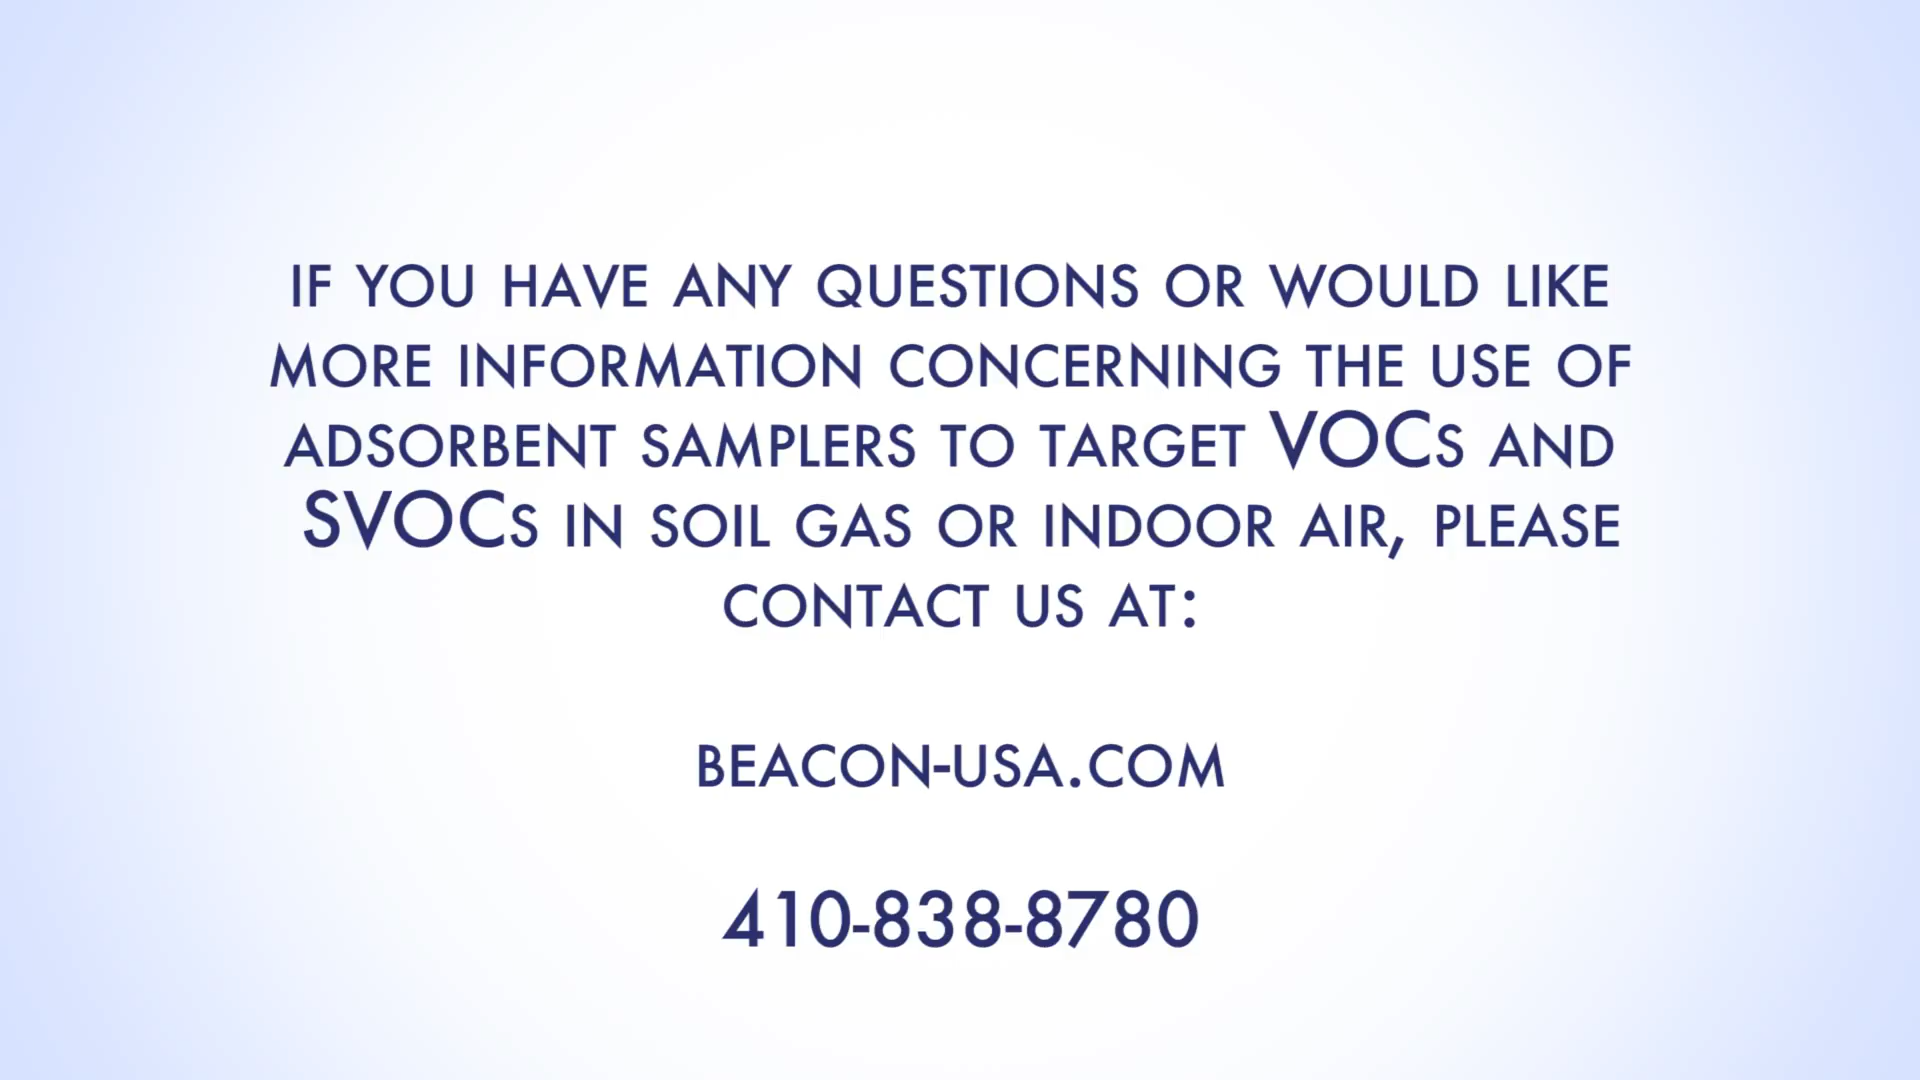 IF YOU HAVE ANY QUESTIONS OR WOULD LIKE
MORE INFORMATION CONCERNING THE USE OF
ADSORBENT SAMPLERS TO TARGET VOCS AND
SVOCS IN SOIL GAS OR INDOOR AIR, PLEASE
CONTACT US AT:
BEACON-USA.COM
410-838-8780